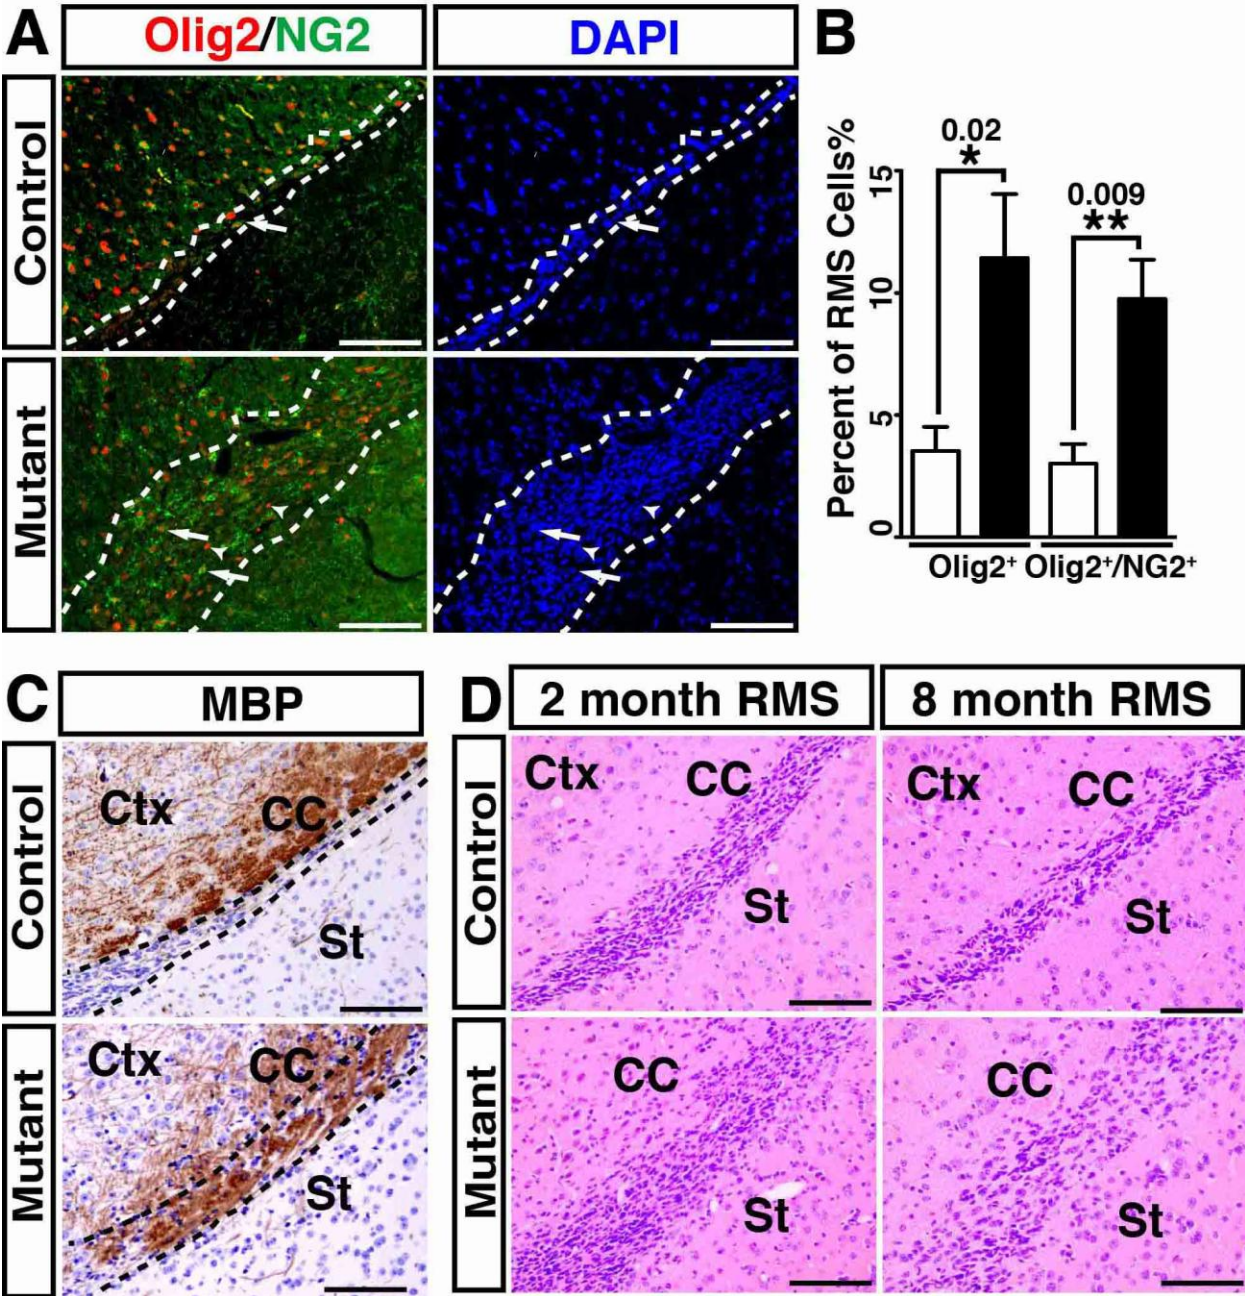 A
Olig2/NG2
DAPI
Control
Mutant
B
Percent of RMS Cells%
15
10
5
0
0.02
*
0.009
**
Olig2⁺
Olig2⁺/NG2⁺
C
MBP
Control
Ctx
CC
St
Mutant
Ctx
CC
St
D
2 month RMS
8 month RMS
Control
Ctx
CC
St
Ctx
CC
St
Mutant
CC
St
CC
St